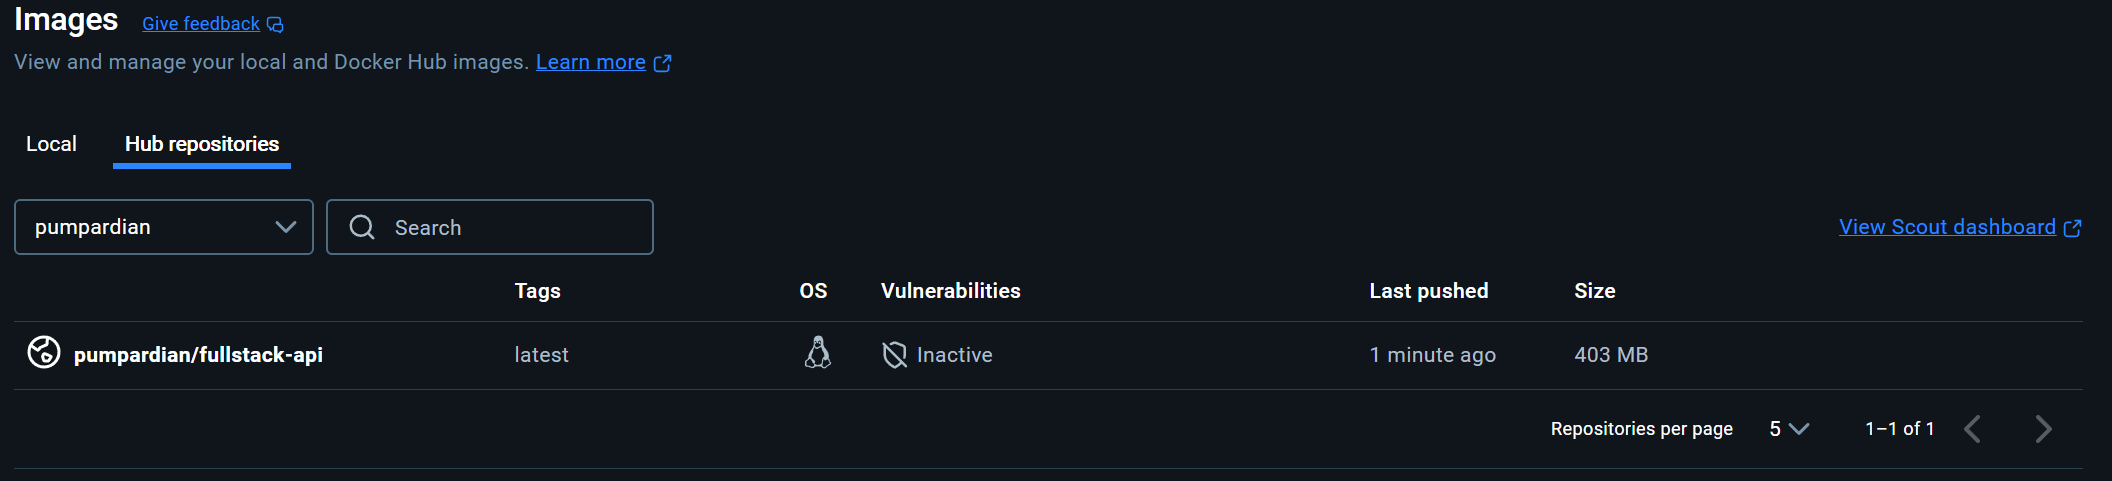 Images Give feedback
View and manage your local and Docker Hub images. Learn more
Local Hub repositories
pumpardian Search View Scout dashboard
Tags OS Vulnerabilities Last pushed Size
pumpardian/fullstack-api latest Inactive 1 minute ago 403 MB
Repositories per page 5 1–1 of 1